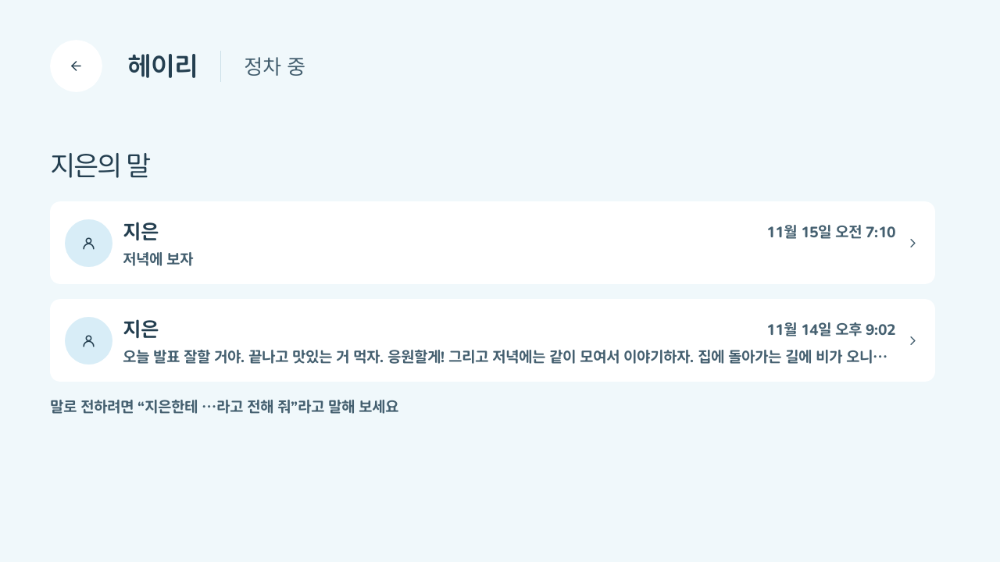 헤이리
정차 중
지은의 말
지은
11월 15일 오전 7:10
저녁에 보자
지은
11월 14일 오후 9:02
오늘 발표 잘할 거야. 끝나고 맛있는 거 먹자. 응원할게! 그리고 저녁에는 같이 모여서 이야기하자. 집에 돌아가는 길에 비가 오니…
말로 전하려면 “지은한테 …라고 전해 줘”라고 말해 보세요